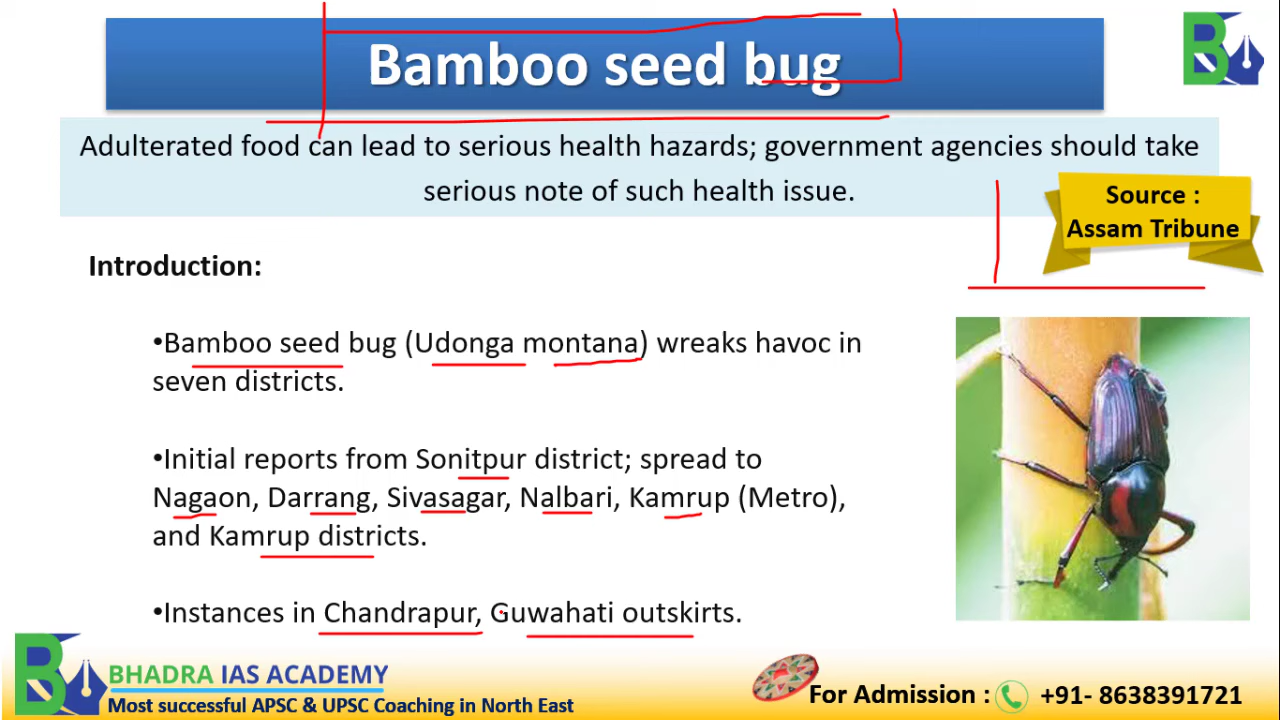 Bamboo seed bug
Adulterated food can lead to serious health hazards; government agencies should take
serious note of such health issue.
Source :
Assam Tribune
Introduction:
•Bamboo seed bug (Udonga montana) wreaks havoc in
seven districts.
•Initial reports from Sonitpur district; spread to
Nagaon, Darrang, Sivasagar, Nalbari, Kamrup (Metro),
and Kamrup districts.
•Instances in Chandrapur, Guwahati outskirts.
BHADRA IAS ACADEMY
Most successful APSC & UPSC Coaching in North East
For Admission : +91- 8638391721